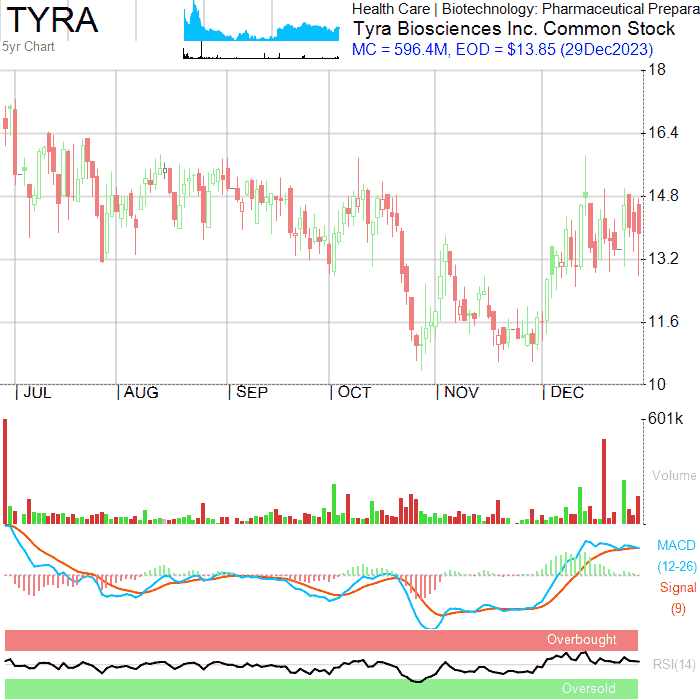 TYRA
5yr Chart
Health Care | Biotechnology: Pharmaceutical Prepara
Tyra Biosciences Inc. Common Stock
MC = 596.4M, EOD = $13.85 (29Dec2023)
18
16.4
14.8
13.2
11.6
10
| JUL | AUG | SEP | OCT | NOV | DEC
601k
Volume
MACD
(12-26)
Signal
(9)
Overbought
RSI(14)
Oversold